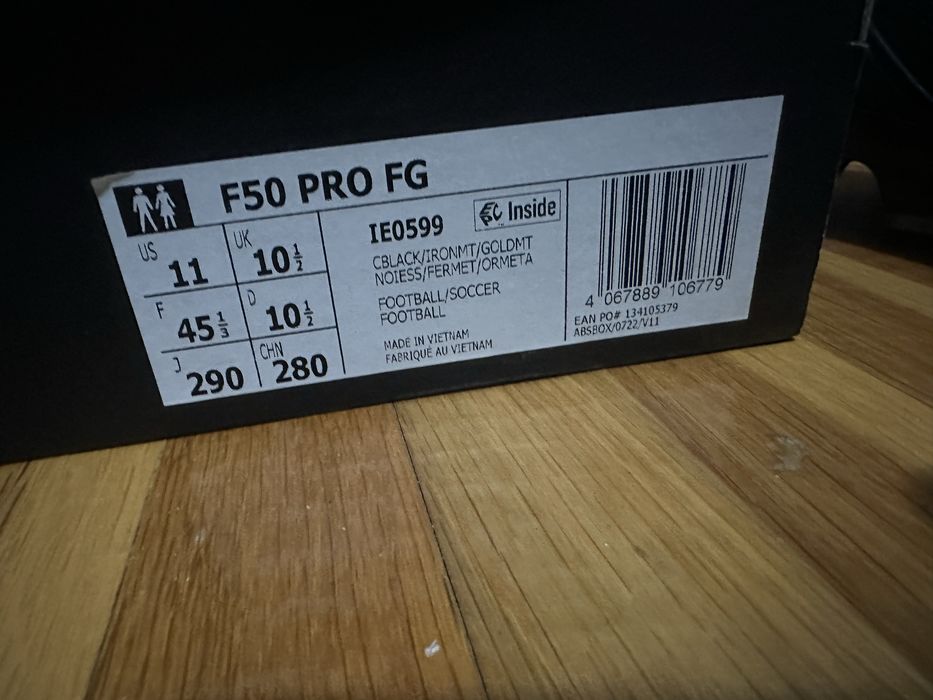 F50 PRO FG
US 11
UK 10 1/2
F 45 1/3
D 10 1/2
J 290
CHN 280
IE0599
Inside
CBLACK/IRONMT/GOLDMT
NOIESS/FERMET/ORMETA
FOOTBALL/SOCCER
FOOTBALL
MADE IN VIETNAM
FABRIQUÉ AU VIETNAM
4 067889 106779
EAN PO# 134105379
ABSBOX/0722/V11